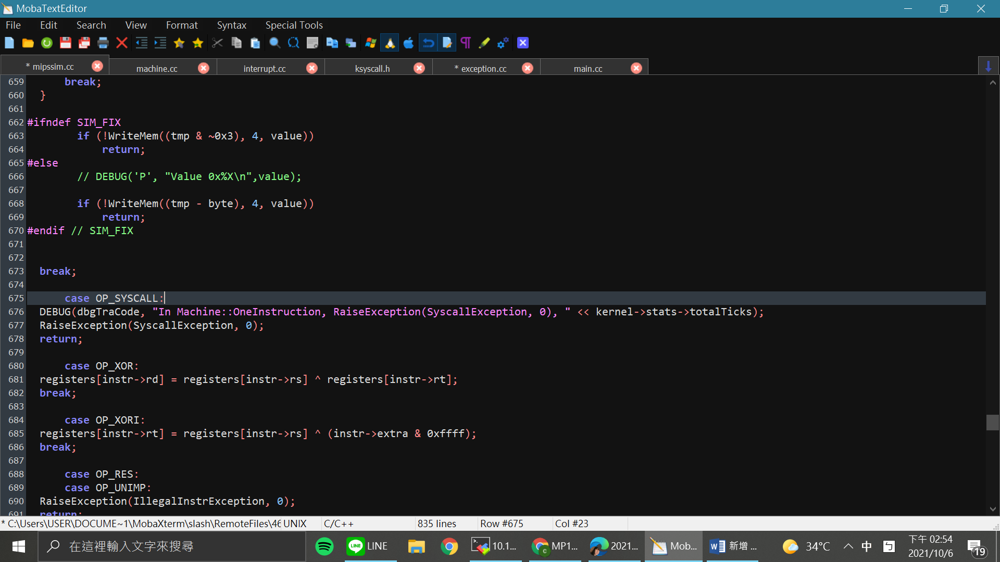 MobaTextEditor
File Edit Search View Format Syntax Special Tools
* mipssim.cc machine.cc interrupt.cc ksyscall.h * exception.cc main.cc
659 break;
660 }
661
662 #ifndef SIM_FIX
663 if (!WriteMem((tmp & ~0x3), 4, value))
664 return;
665 #else
666 // DEBUG('P', "Value 0x%X\n",value);
667
668 if (!WriteMem((tmp - byte), 4, value))
669 return;
670 #endif // SIM_FIX
671
672
673 break;
674
675 case OP_SYSCALL:
676 DEBUG(dbgTraCode, "In Machine::OneInstruction, RaiseException(SyscallException, 0), " << kernel->stats->totalTicks);
677 RaiseException(SyscallException, 0);
678 return;
679
680 case OP_XOR:
681 registers[instr->rd] = registers[instr->rs] ^ registers[instr->rt];
682 break;
683
684 case OP_XORI:
685 registers[instr->rt] = registers[instr->rs] ^ (instr->extra & 0xffff);
686 break;
687
688 case OP_RES:
689 case OP_UNIMP:
690 RaiseException(IllegalInstrException, 0);
691 return;
* C:\Users\USER\DOCUME~1\MobaXterm\slash\RemoteFiles\46 UNIX C/C++ 835 lines Row #675 Col #23
在這裡輸入文字來搜尋 LINE LINE 10.1... C MP1... 2021... Mob... W 新增 ... 34°C 中 ㄅ 下午 02:54
2021/10/6 19